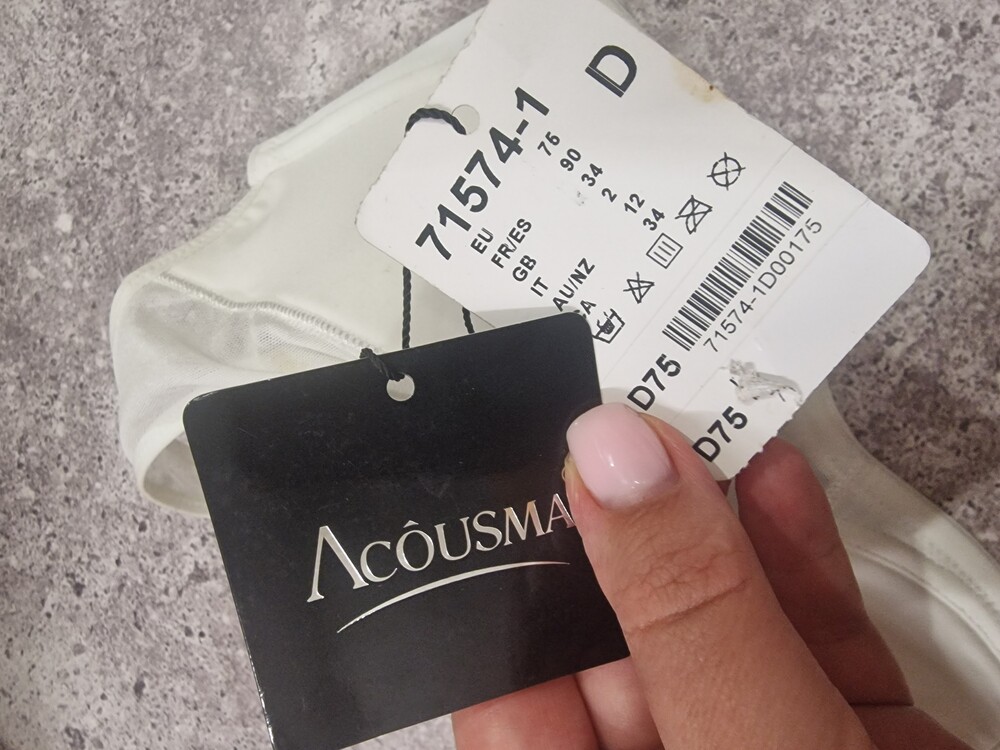 D
71574-1
EU 75
FR/ES 90
GB 34
IT 2
AU/NZ 12
A 34
71574-1D00175
D75
D75
ACÔUSMA